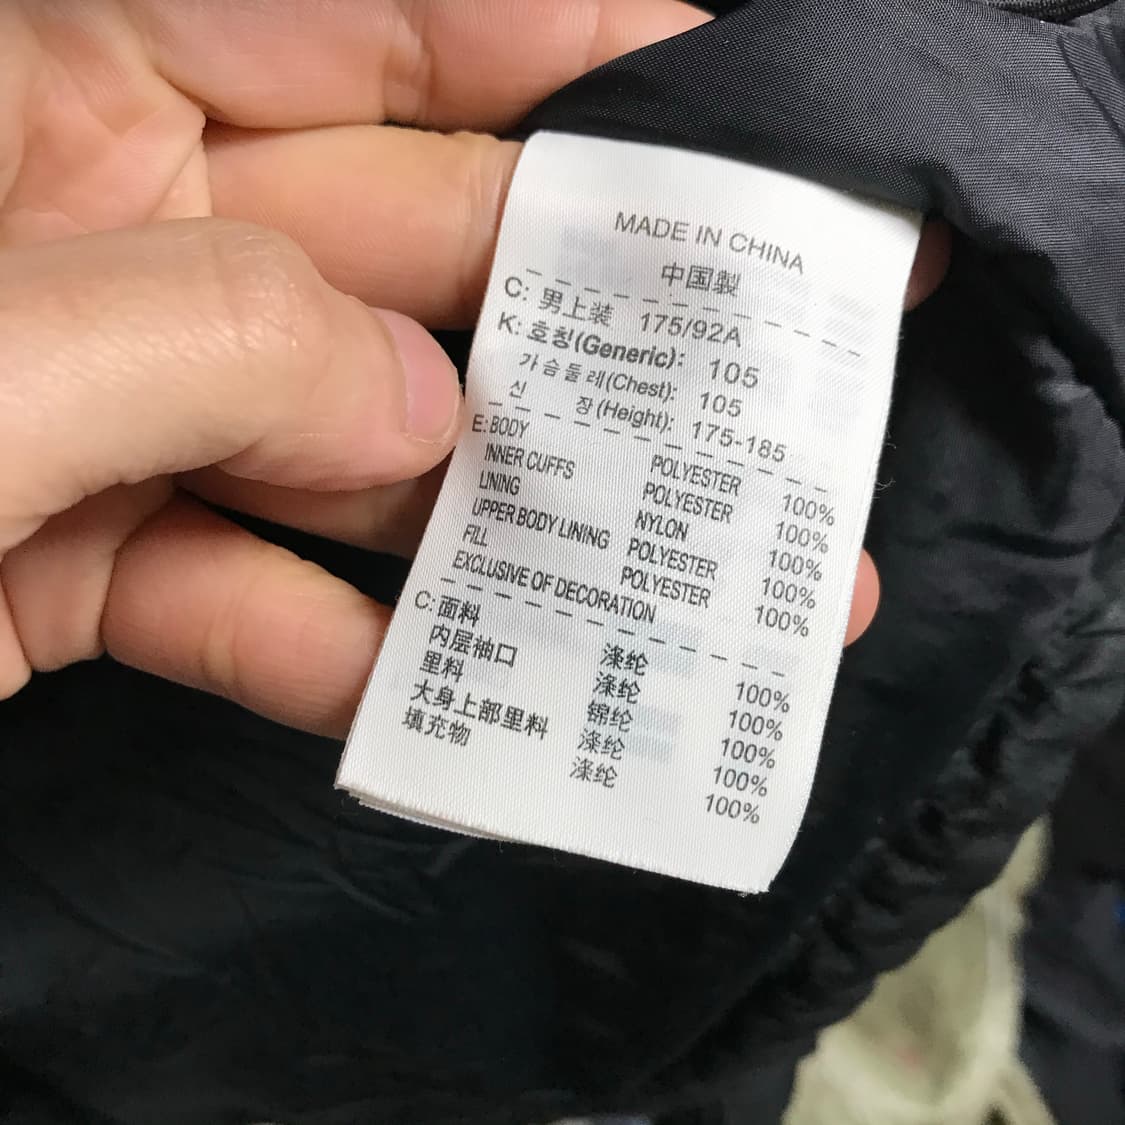 MADE IN CHINA
中国製
C: 男上装 175/92A
K: 호칭(Generic): 105
가슴둘레(Chest): 105
신 장(Height): 175-185
E: BODY POLYESTER 100%
INNER CUFFS POLYESTER 100%
LINING NYLON 100%
UPPER BODY LINING POLYESTER 100%
FILL POLYESTER 100%
EXCLUSIVE OF DECORATION
C: 面料 涤纶 100%
内层袖口 涤纶 100%
里料 锦纶 100%
大身上部里料 涤纶 100%
填充物 涤纶 100%